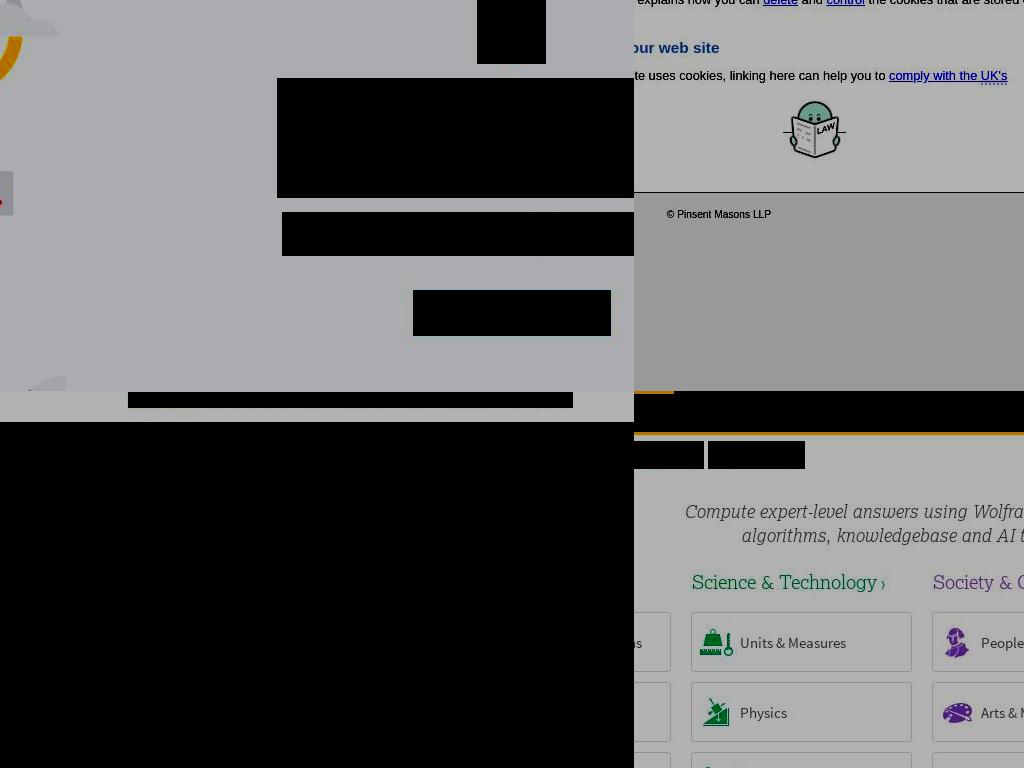 explains how you can delete and control the cookies that are stored
our web site
te uses cookies, linking here can help you to comply with the UK's
LAW
© Pinsent Masons LLP
Compute expert-level answers using Wolfra
algorithms, knowledgebase and AI t
Science & Technology ›
Society & C
ns
Units & Measures
People
Physics
Arts & M